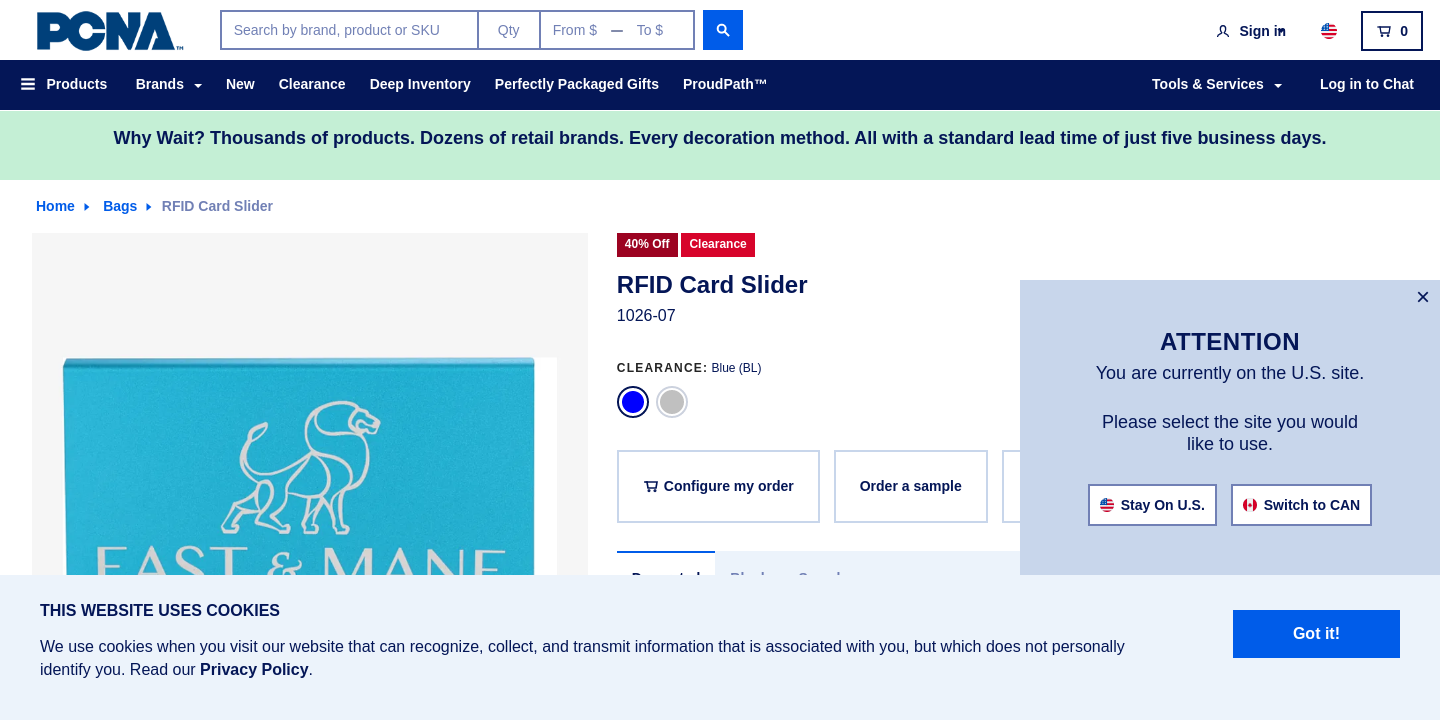 PCNA™
Search by brand, product or SKU
Qty
From $ — To $
Sign in
0
Products
Brands
New
Clearance
Deep Inventory
Perfectly Packaged Gifts
ProudPath™
Tools & Services
Log in to Chat
Why Wait? Thousands of products. Dozens of retail brands. Every decoration method. All with a standard lead time of just five business days.
Home
Bags
RFID Card Slider
40% Off
Clearance
RFID Card Slider
1026-07
CLEARANCE: Blue (BL)
Configure my order
Order a sample
EAST & MANE
×
ATTENTION
You are currently on the U.S. site.
Please select the site you would
like to use.
Stay On U.S.
Switch to CAN
THIS WEBSITE USES COOKIES
We use cookies when you visit our website that can recognize, collect, and transmit information that is associated with you, but which does not personally
identify you. Read our Privacy Policy.
Got it!